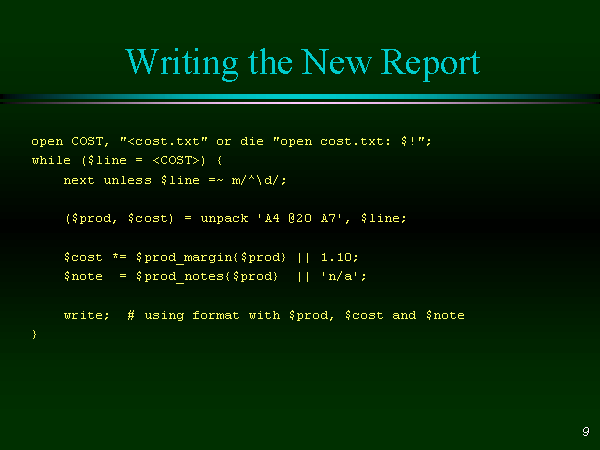 Writing the New Report
open COST, "<cost.txt" or die "open cost.txt: $!";
while ($line = <COST>) {
    next unless $line =~ m/^\d/;
    ($prod, $cost) = unpack 'A4 @20 A7', $line;
    $cost *= $prod_margin{$prod} || 1.10;
    $note  = $prod_notes{$prod}  || 'n/a';
    write;  # using format with $prod, $cost and $note
}
9